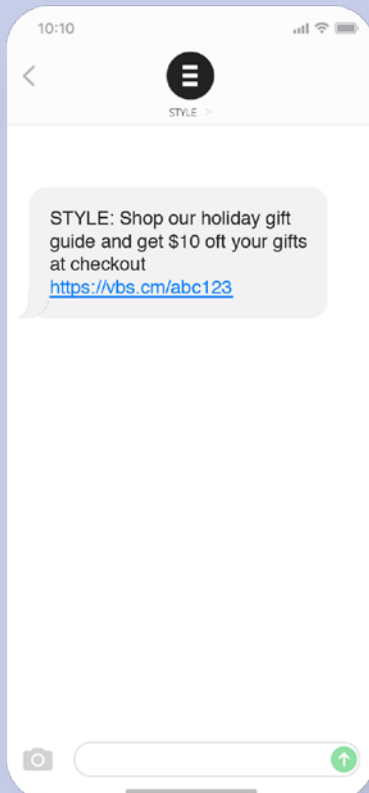 10:10
STYLE >
STYLE: Shop our holiday gift
guide and get $10 oft your gifts
at checkout
https://vbs.cm/abc123